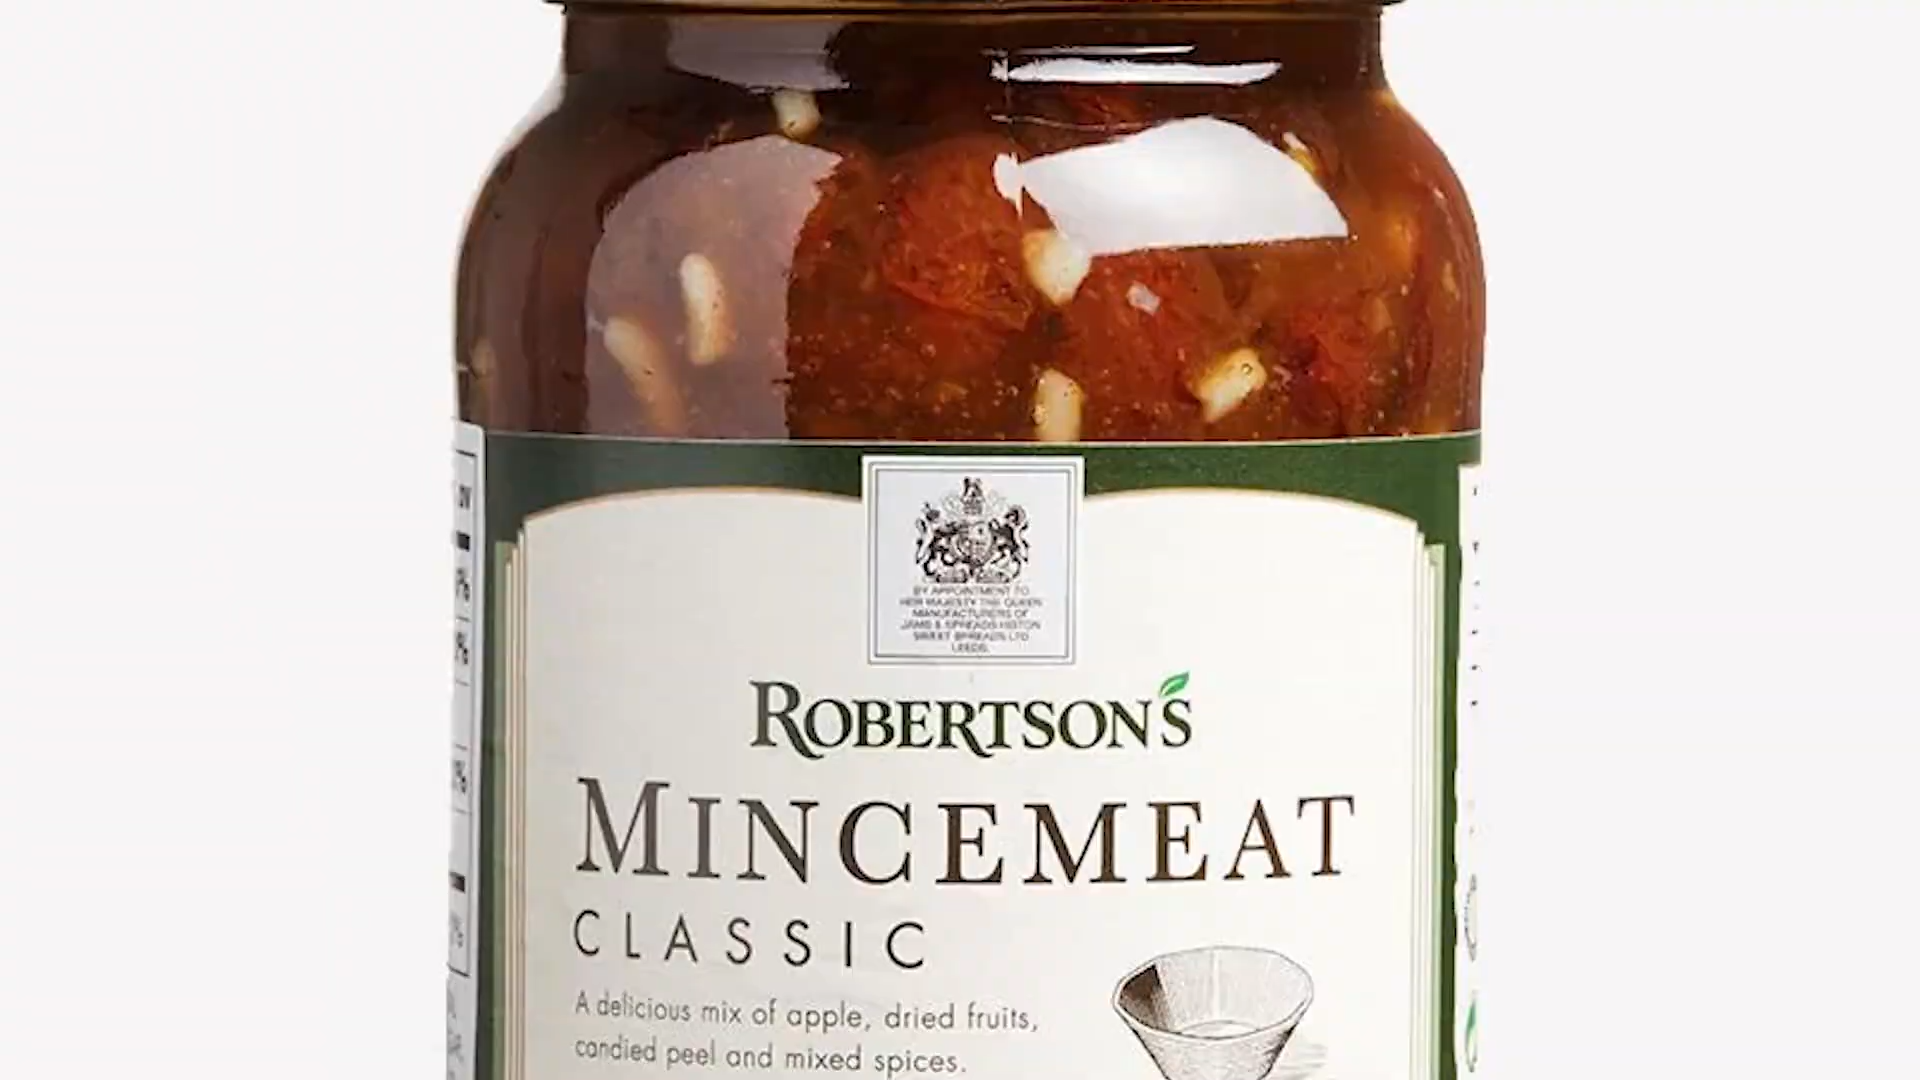 BY APPOINTMENT TO
HER MAJESTY THE QUEEN
MANUFACTURERS OF
JAMS & SPREADS HISTON
SWEET SPREADS LTD
LEEDS.
ROBERTSON'S
MINCEMEAT
CLASSIC
A delicious mix of apple, dried fruits,
candied peel and mixed spices.